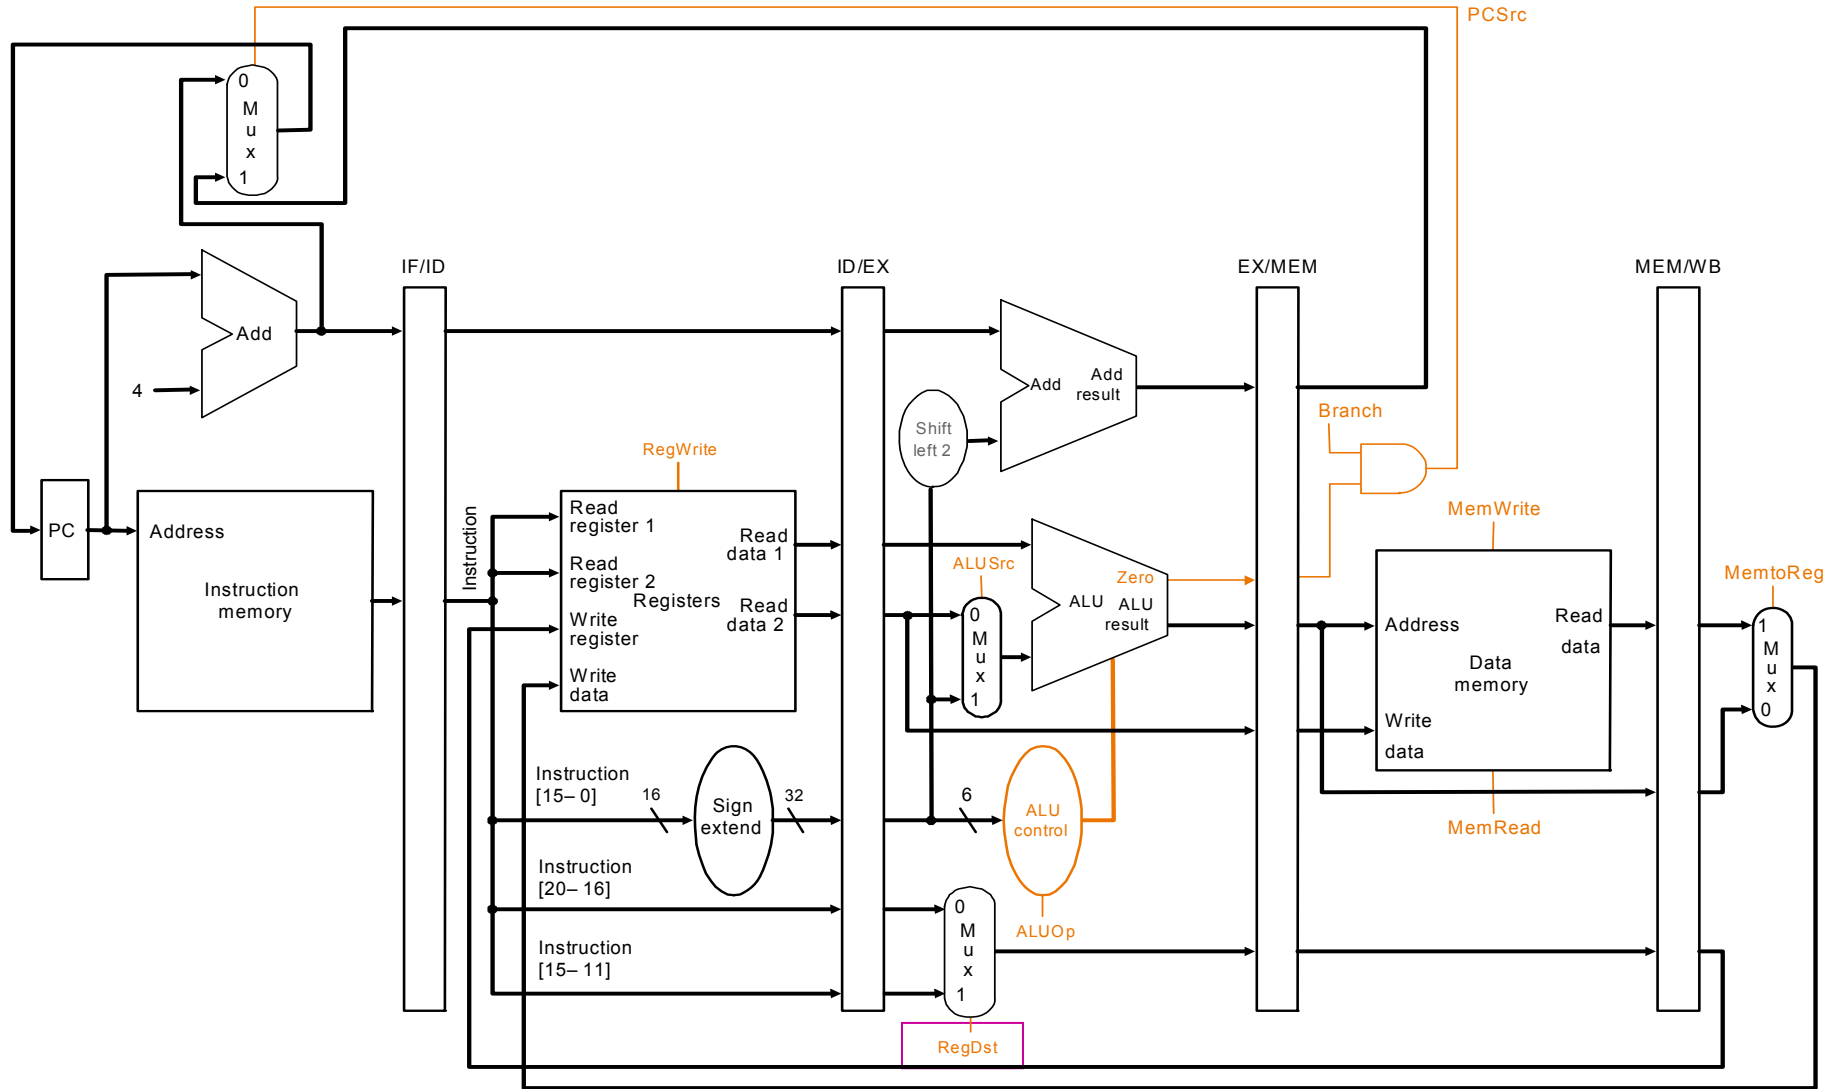 PCSrc
0
M
u
x
1
IF/ID
ID/EX
EX/MEM
MEM/WB
Add
4
Add
Add
result
Shift
left 2
Branch
RegWrite
PC
Address
Instruction
memory
Instruction
Read
register 1
Read
register 2
Write
register
Write
data
Registers
Read
data 1
Read
data 2
ALUSrc
0
M
u
x
1
Zero
ALU
ALU
result
MemWrite
Address
Read
data
Data
memory
Write
data
MemRead
MemtoReg
1
M
u
x
0
Instruction
[15– 0]
16
Sign
extend
32
6
ALU
control
ALUOp
Instruction
[20– 16]
Instruction
[15– 11]
0
M
u
x
1
RegDst